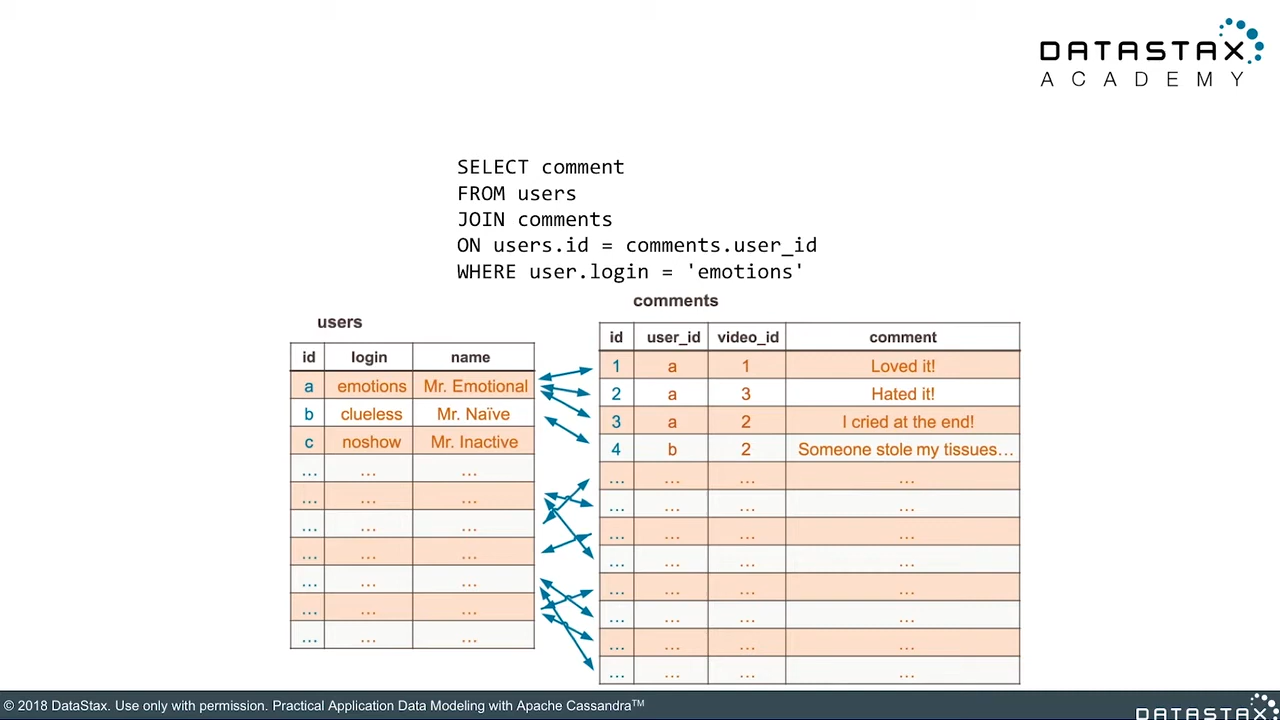 DATASTAX
ACADEMY
SELECT comment
FROM users
JOIN comments
ON users.id = comments.user_id
WHERE user.login = 'emotions'
users
id login name
a emotions Mr. Emotional
b clueless Mr. Naïve
c noshow Mr. Inactive
... ... ...
... ... ...
... ... ...
... ... ...
... ... ...
... ... ...
... ... ...
comments
id user_id video_id comment
1 a 1 Loved it!
2 a 3 Hated it!
3 a 2 I cried at the end!
4 b 2 Someone stole my tissues...
... ... ... ...
... ... ... ...
... ... ... ...
... ... ... ...
... ... ... ...
... ... ... ...
... ... ... ...
... ... ... ...
© 2018 DataStax. Use only with permission. Practical Application Data Modeling with Apache Cassandra™
DATASTAX